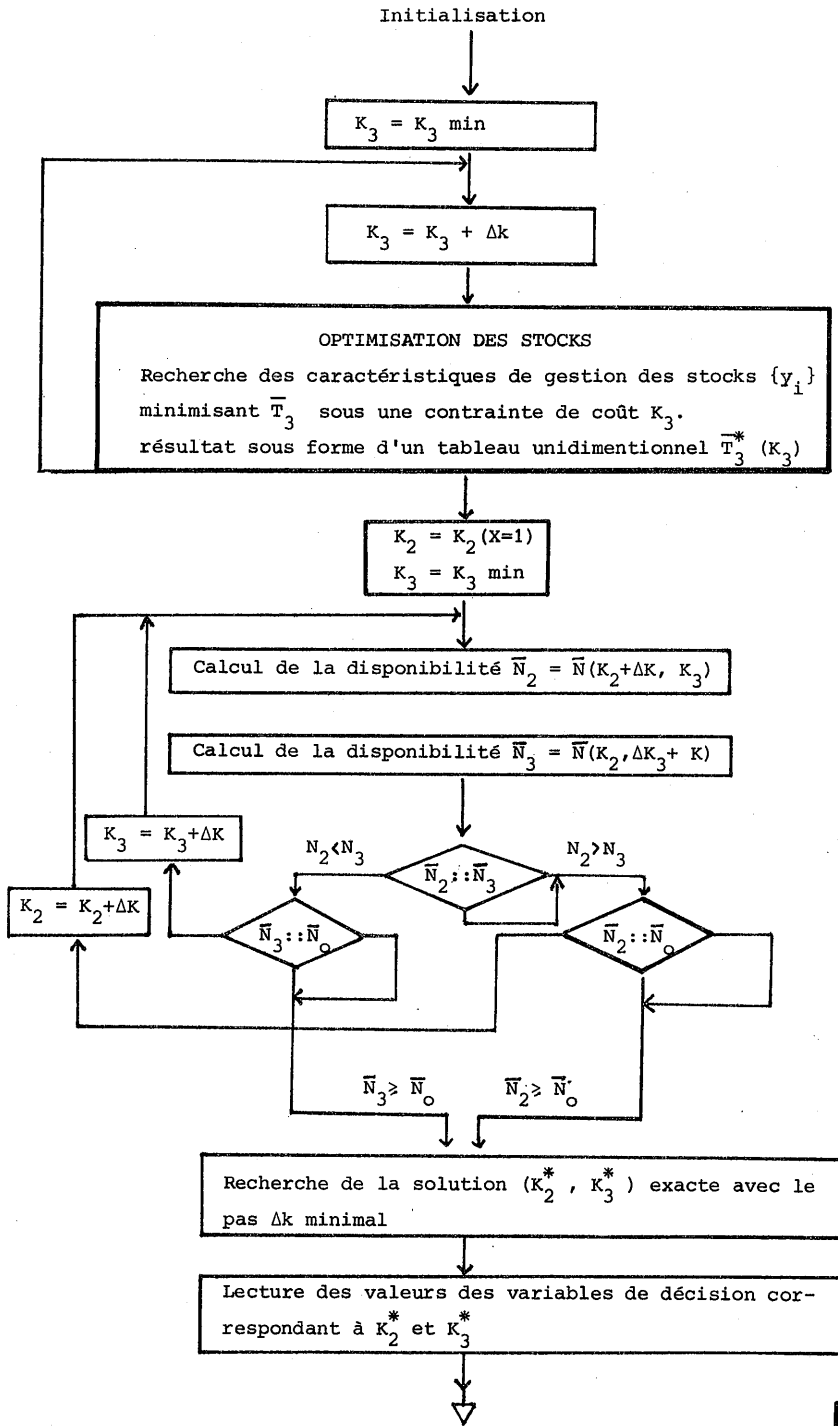 Initialisation
K₃ = K₃ min
K₃ = K₃ + Δk
OPTIMISATION DES STOCKS
Recherche des caractéristiques de gestion des stocks {yᵢ}
minimisant T̅₃ sous une contrainte de coût K₃.
résultat sous forme d'un tableau unidimentionnel T̅₃* (K₃)
K₂ = K₂(X=1)
K₃ = K₃ min
Calcul de la disponibilité N̅₂ = N̅(K₂+ΔK, K₃)
Calcul de la disponibilité N̅₃ = N̅(K₂,ΔK₃+ K)
K₃ = K₃+ΔK
N₂<N₃
N₂>N₃
N̅₂::N̅₃
K₂ = K₂+ΔK
N̅₃::N̅₀
N̅₂::N̅₀
N̅₃⩾ N̅₀
N̅₂⩾ N̅₀
Recherche de la solution (K₂* , K₃* ) exacte avec le
pas Δk minimal
Lecture des valeurs des variables de décision cor-
respondant à K₂* et K₃*